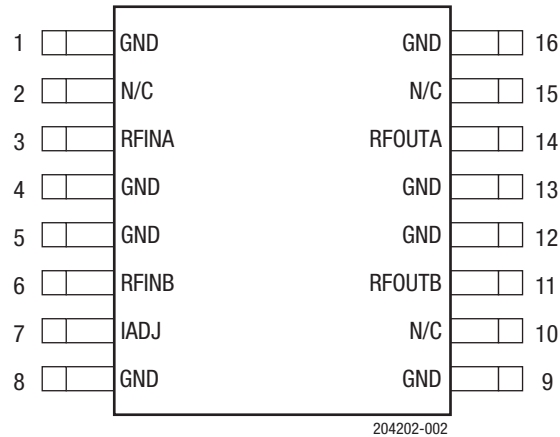 1 GND GND 16
2 N/C N/C 15
3 RFINA RFOUTA 14
4 GND GND 13
5 GND GND 12
6 RFINB RFOUTB 11
7 IADJ N/C 10
8 GND GND 9
204202-002